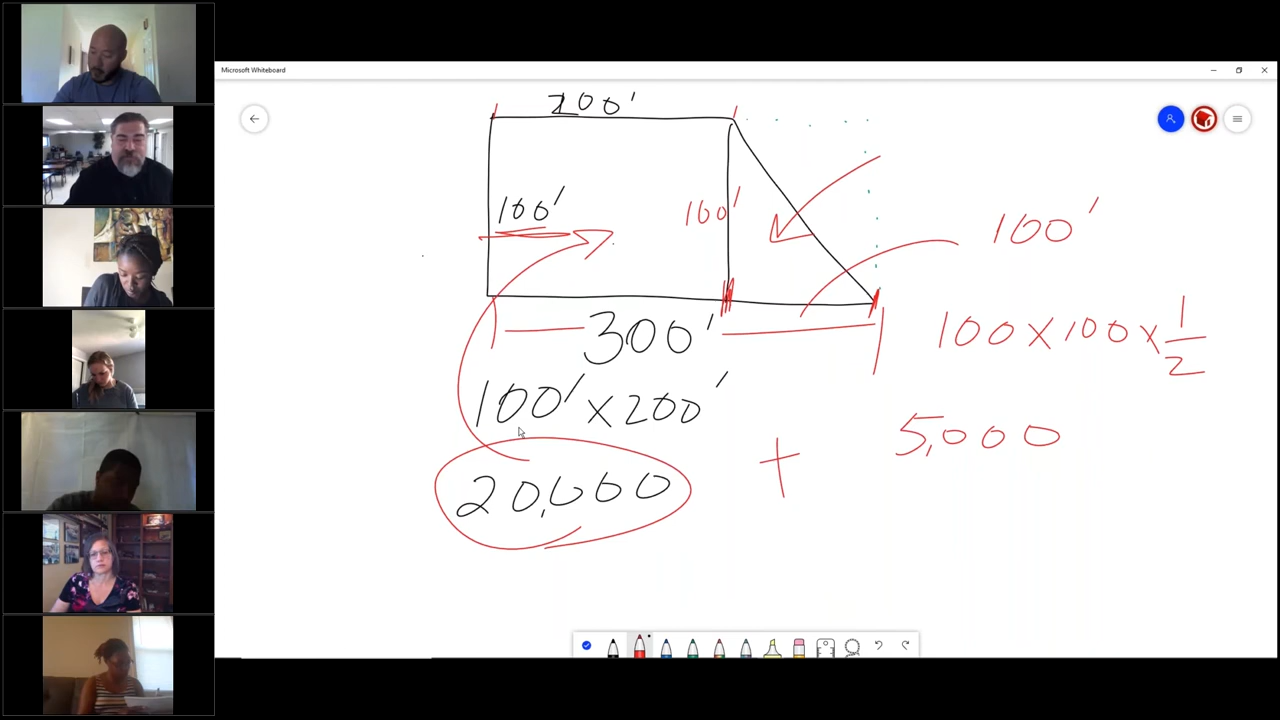 Microsoft Whiteboard
200'
100'
100'
100'
300'
100 x 100 x 1/2
100' x 200'
5,000
20,000 +